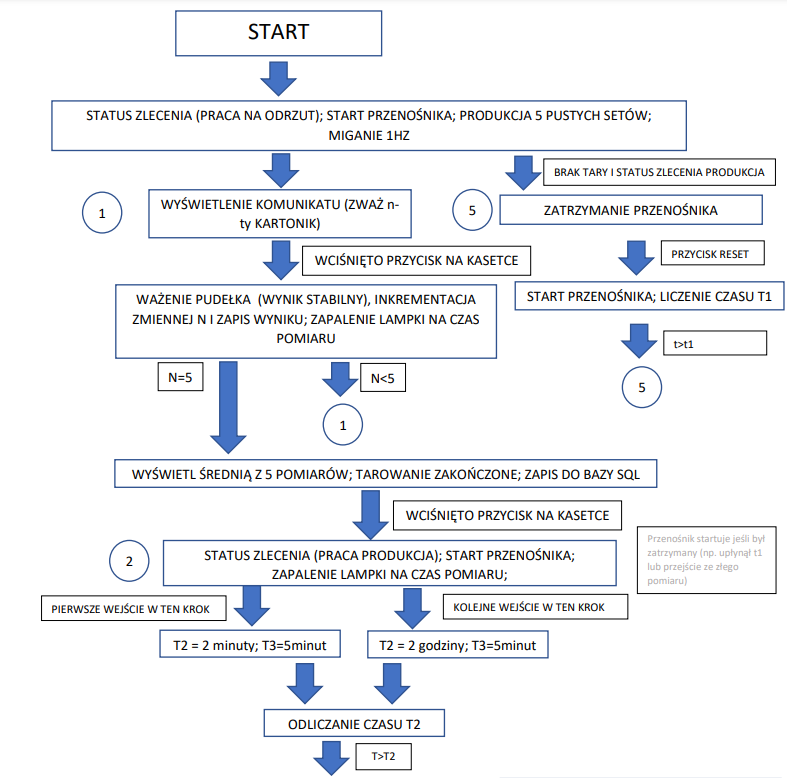 START
STATUS ZLECENIA (PRACA NA ODRZUT); START PRZENOŚNIKA; PRODUKCJA 5 PUSTYCH SETÓW;
MIGANIE 1HZ
BRAK TARY I STATUS ZLECENIA PRODUKCJA
1
WYŚWIETLENIE KOMUNIKATU (ZWAŻ n-
ty KARTONIK)
5
ZATRZYMANIE PRZENOŚNIKA
WCIŚNIĘTO PRZYCISK NA KASETCE
PRZYCISK RESET
WAŻENIE PUDEŁKA (WYNIK STABILNY), INKREMENTACJA
ZMIENNEJ N I ZAPIS WYNIKU; ZAPALENIE LAMPKI NA CZAS
POMIARU
START PRZENOŚNIKA; LICZENIE CZASU T1
t>t1
N=5
N<5
5
1
WYŚWIETL ŚREDNIĄ Z 5 POMIARÓW; TAROWANIE ZAKOŃCZONE; ZAPIS DO BAZY SQL
WCIŚNIĘTO PRZYCISK NA KASETCE
2
STATUS ZLECENIA (PRACA PRODUKCJA); START PRZENOŚNIKA;
ZAPALENIE LAMPKI NA CZAS POMIARU;
Przenośnik startuje jeśli był
zatrzymany (np. upłynął t1
lub przejście ze złego
pomiaru)
PIERWSZE WEJŚCIE W TEN KROK
KOLEJNE WEJŚCIE W TEN KROK
T2 = 2 minuty; T3=5minut
T2 = 2 godziny; T3=5minut
ODLICZANIE CZASU T2
T>T2